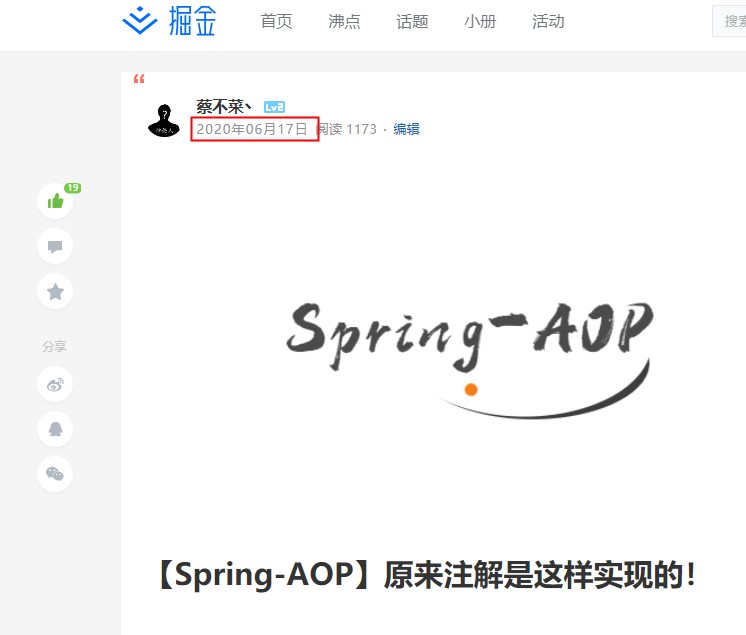 掘金 首页 沸点 话题 小册 活动 搜索
蔡不菜丶 Lv2
2020年06月17日 阅读 1173 · 编辑
19
分享
Spring-AOP
【Spring-AOP】原来注解是这样实现的！